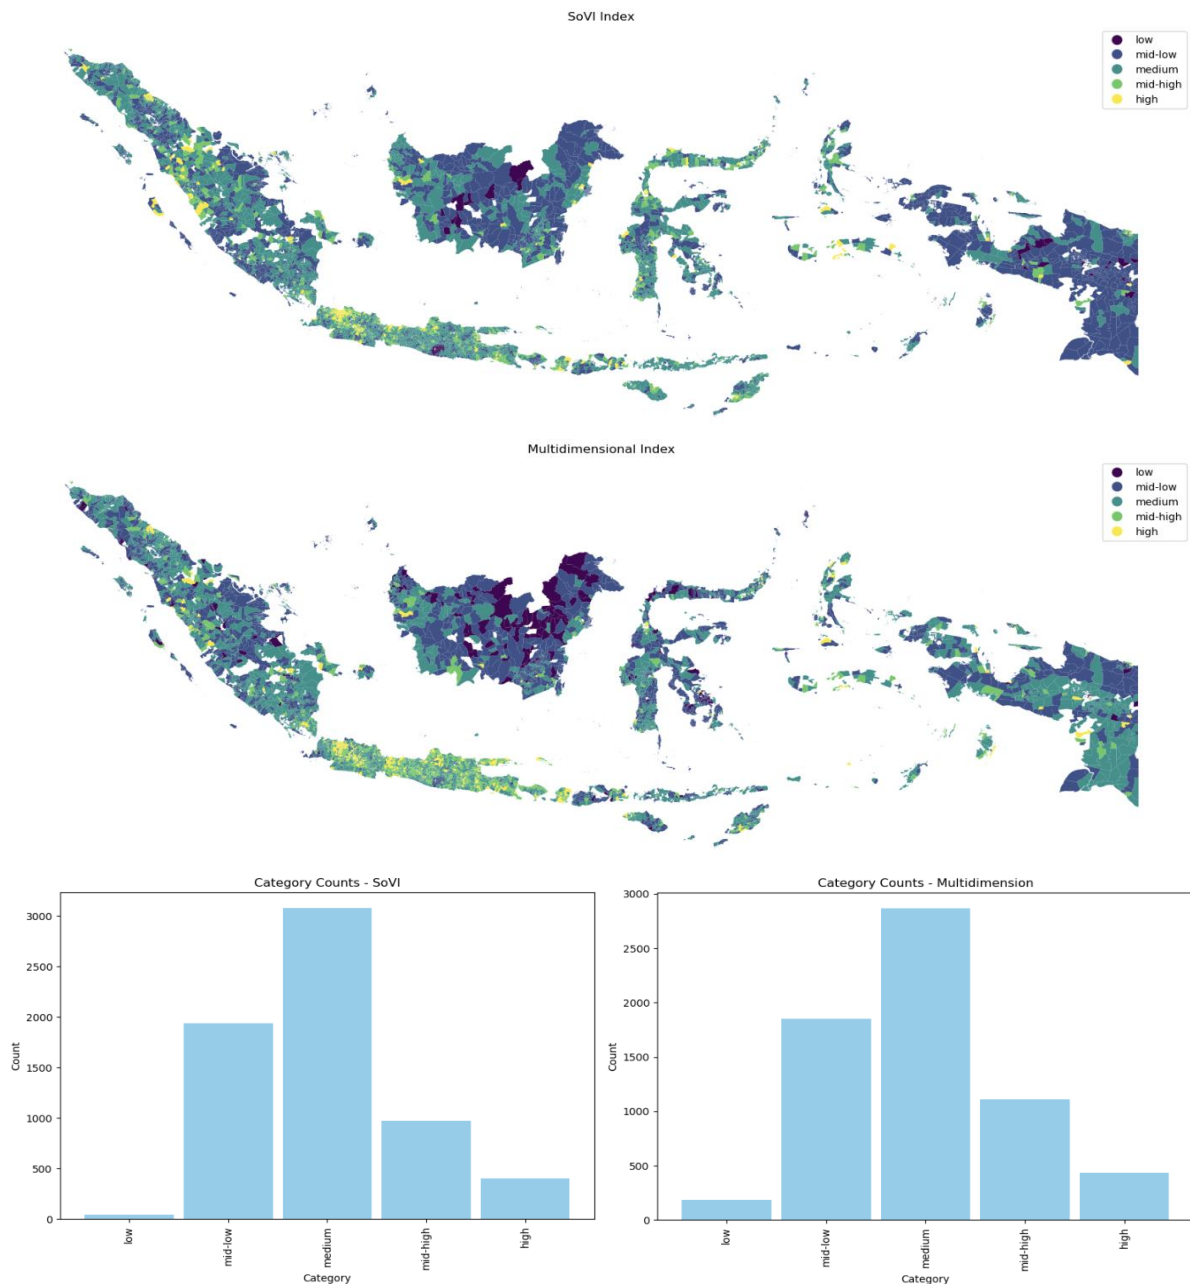 SoVI Index
low
mid-low
medium
mid-high
high
Multidimensional Index
low
mid-low
medium
mid-high
high
Category Counts - SoVI
3000
2500
2000
1500
1000
500
0
Count
low
mid-low
medium
mid-high
high
Category
Category Counts - Multidimension
3000
2500
2000
1500
1000
500
0
Count
low
mid-low
medium
mid-high
high
Category